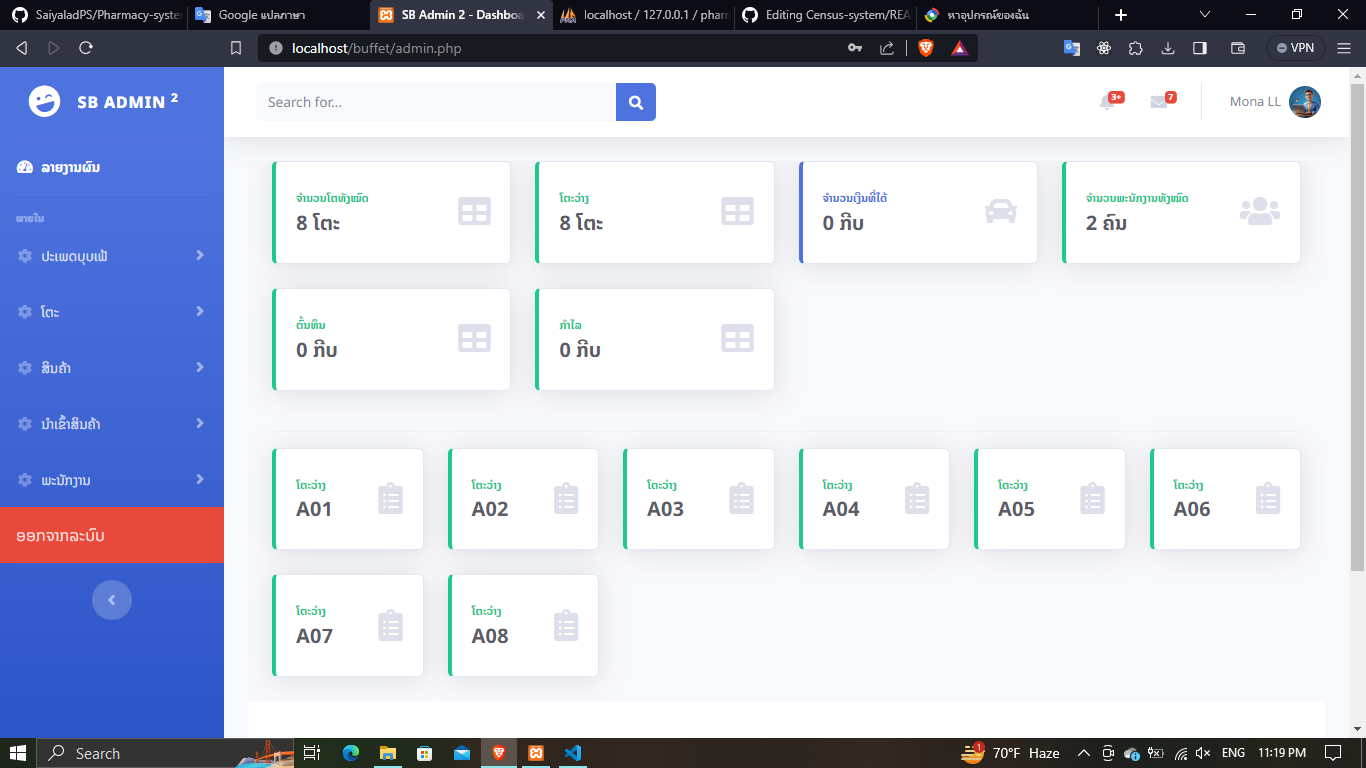 SaiyaladPS/Pharmacy-syste
Google แปลภาษา
SB Admin 2 - Dashboa
localhost / 127.0.0.1 / pharm
Editing Census-system/REA
หาอุปกรณ์ของฉัน
localhost/buffet/admin.php
VPN
SB ADMIN 2
Search for...
3+
7
Mona LL
ລາຍງານຜົນ
ພາຍໃນ
ປະເພດບຸບເຟ້
ໂຕະ
ສິນຄ້າ
ນຳເຂົ້າສິນຄ້າ
ພະນັກງານ
ອອກຈາກລະບົບ
ຈຳນວນໂຕທັງໝົດ
8 ໂຕະ
ໂຕະວ່າງ
8 ໂຕະ
ຈຳນວນເງິນທີ່ໄດ້
0 ກີບ
ຈຳນວນພະນັກງານທັງໝົດ
2 ຄົນ
ຕົ້ນທຶນ
0 ກີບ
ກຳໄລ
0 ກີບ
ໂຕະວ່າງ
A01
ໂຕະວ່າງ
A02
ໂຕະວ່າງ
A03
ໂຕະວ່າງ
A04
ໂຕະວ່າງ
A05
ໂຕະວ່າງ
A06
ໂຕະວ່າງ
A07
ໂຕະວ່າງ
A08
Search
1
70°F Haze
ENG
11:19 PM